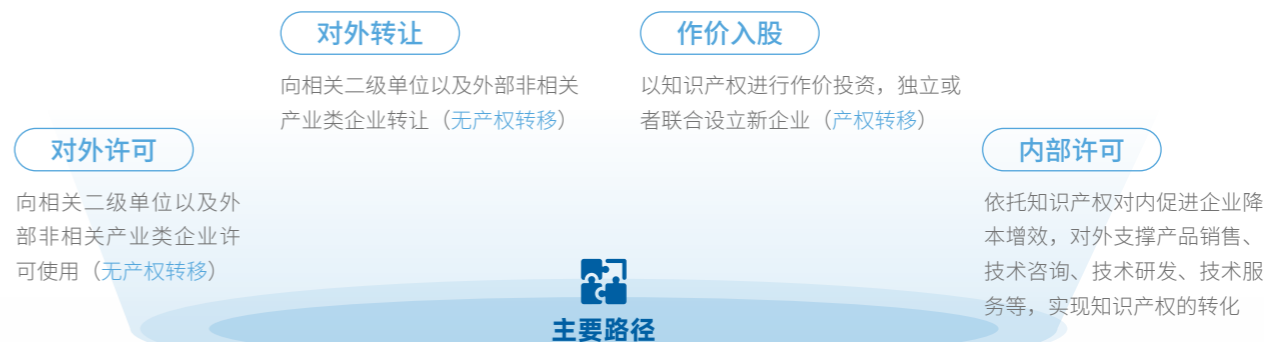 对外转让
向相关二级单位以及外部非相关
产业类企业转让（无产权转移）
作价入股
以知识产权进行作价投资，独立或
者联合设立新企业（产权转移）
对外许可
向相关二级单位以及外
部非相关产业类企业许
可使用（无产权转移）
内部许可
依托知识产权对内促进企业降
本增效，对外支撑产品销售、
技术咨询、技术研发、技术服
务等，实现知识产权的转化
主要路径